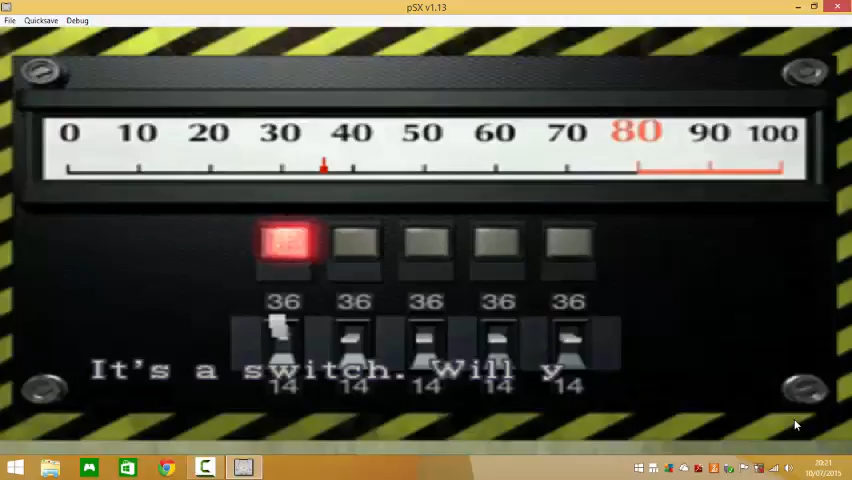 pSX v1.13
File Quicksave Debug
0 10 20 30 40 50 60 70 80 90 100
36 36 36 36 36
It's a switch. Will y
14 14 14 14 14
20:21
10/07/2015